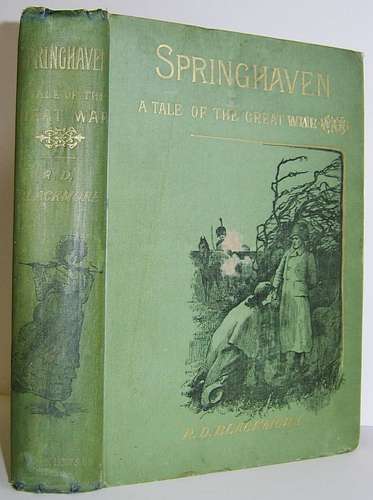 SPRINGHAVEN
A TALE OF THE GREAT WAR
R. D. BLACKMORE
SPRINGHAVEN
A TALE OF THE GREAT WAR
R. D. BLACKMORE